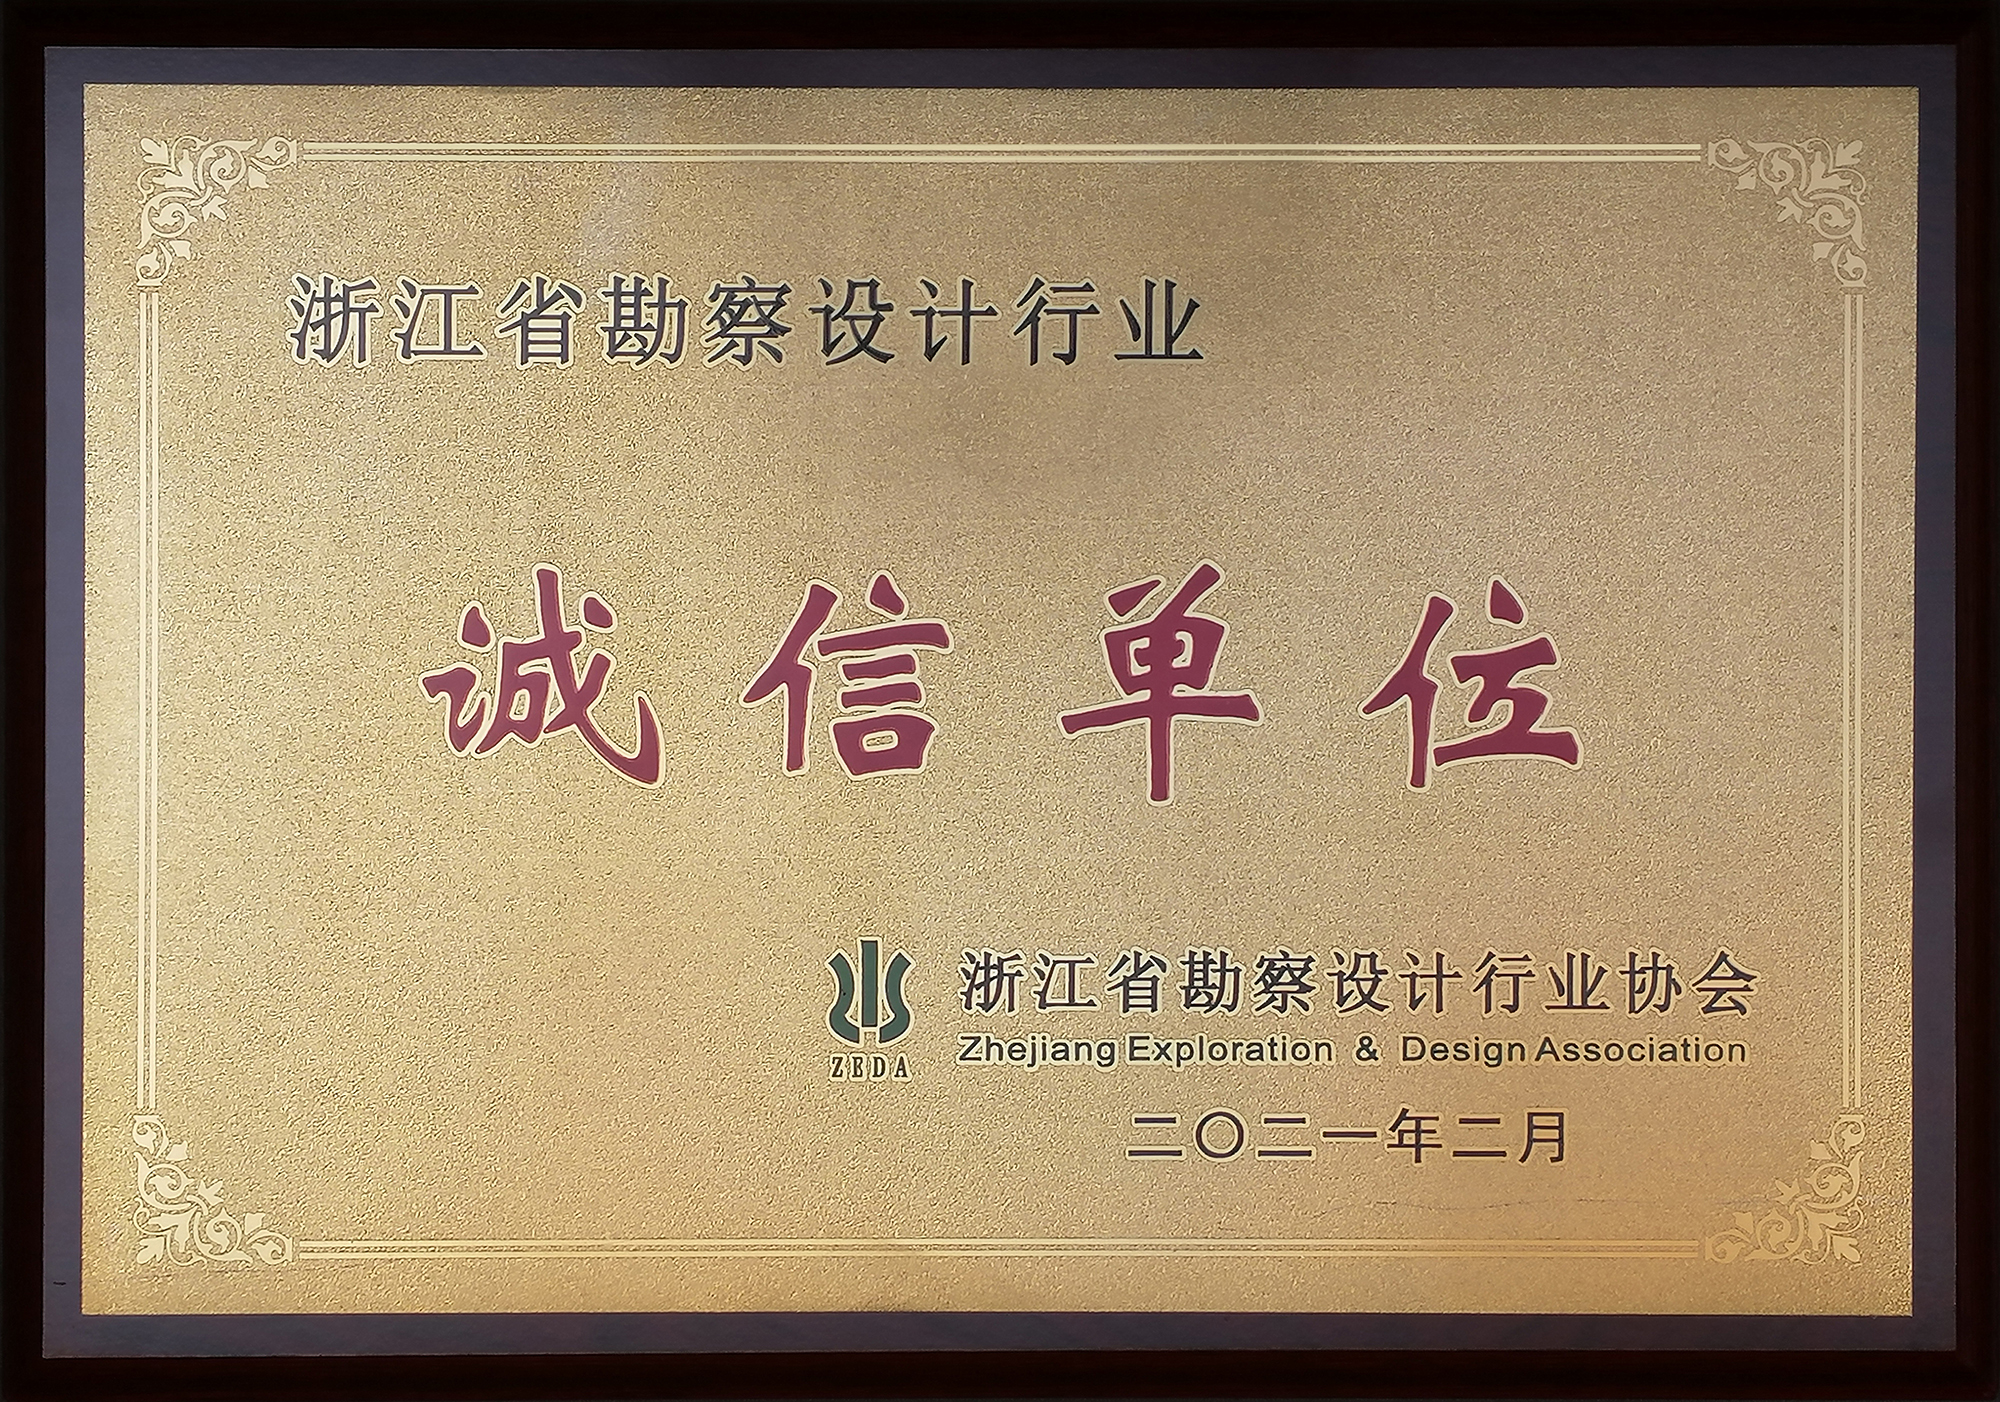 浙江省勘察设计行业
诚信单位
浙江省勘察设计行业协会
Zhejiang Exploration & Design Association
ZEDA
二〇二一年二月